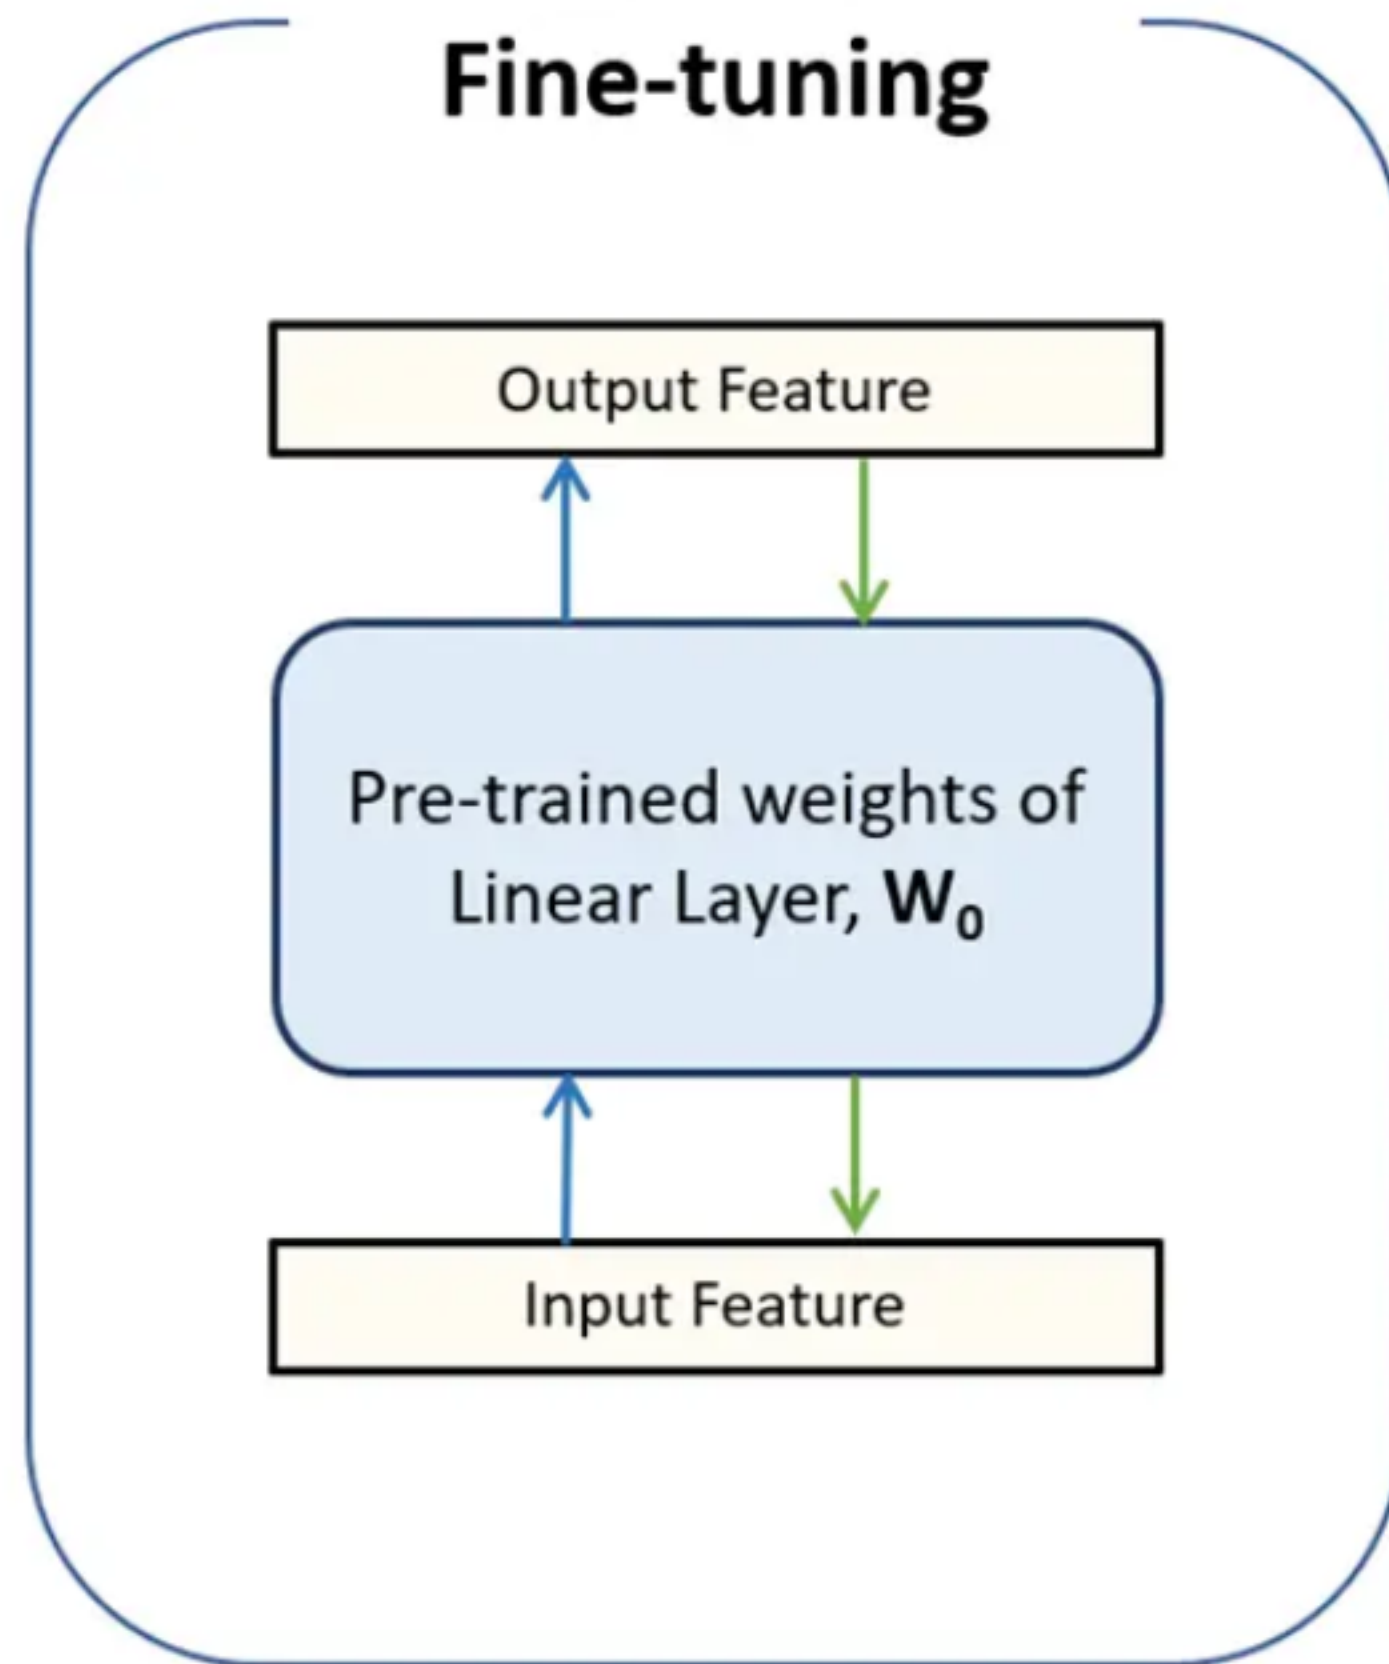 Fine-tuning
Output Feature
Pre-trained weights of
Linear Layer, W₀
Input Feature